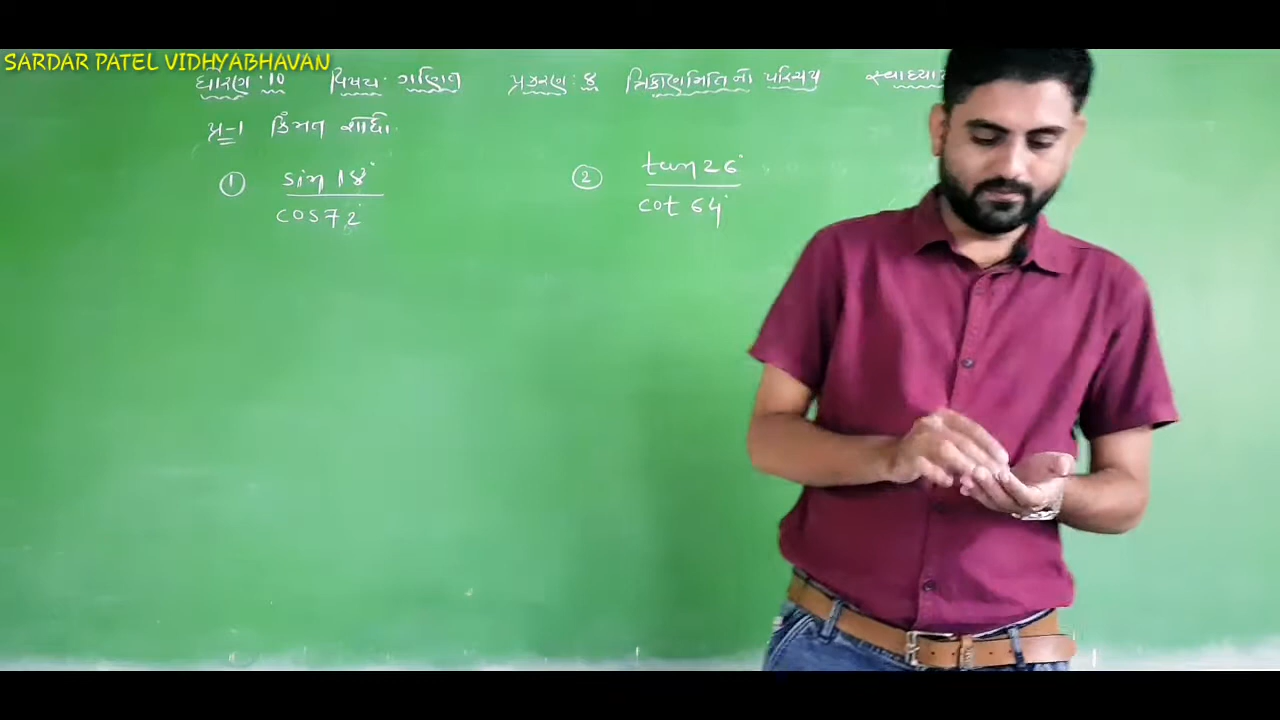 SARDAR PATEL VIDHYABHAVAN
ધોરણ : 10 વિષય : ગણિત પ્રકરણ : 8 ત્રિકોણમિતિનો પરિચય
પ્ર-1 કિંમત શોધો.
① sin 18° / cos 72° ② tan 26° / cot 64°